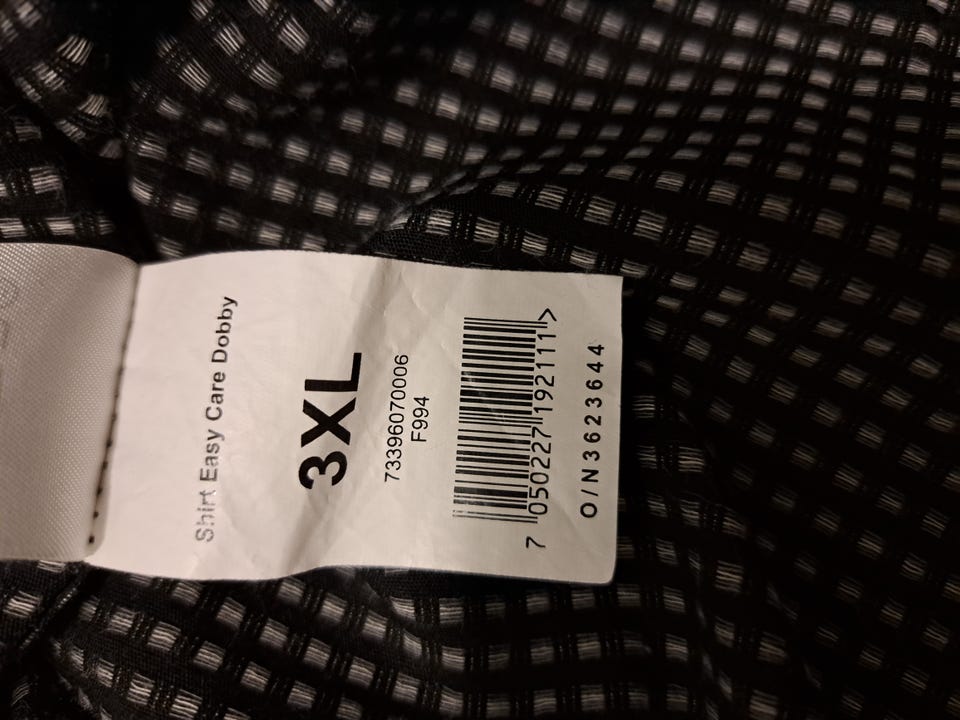 Shirt Easy Care Dobby
3XL
73396070006
F994
7 050227 192111 >
O/N3623644